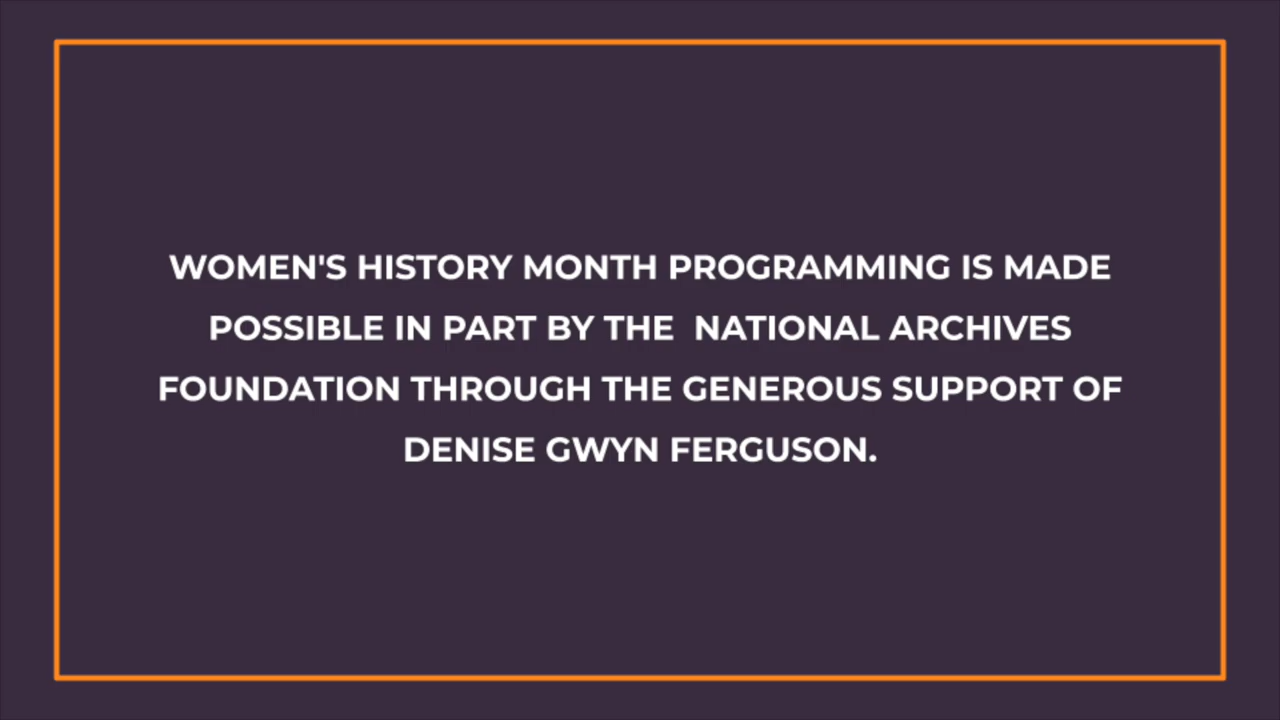 WOMEN'S HISTORY MONTH PROGRAMMING IS MADE
POSSIBLE IN PART BY THE  NATIONAL ARCHIVES
FOUNDATION THROUGH THE GENEROUS SUPPORT OF
DENISE GWYN FERGUSON.